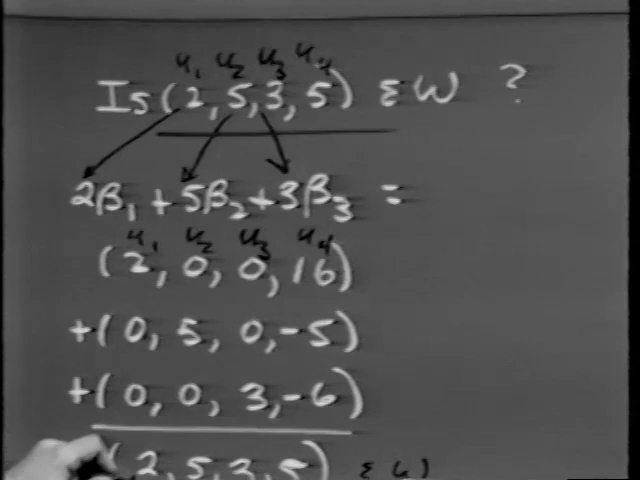 u₁ u₂ u₃ u₄
Is (2, 5, 3, 5) ε W ?
2β₁ + 5β₂ + 3β₃ =
u₁ u₂ u₃ u₄
(2, 0, 0, 16)
+(0, 5, 0, -5)
+(0, 0, 3, -6)
(2, 5, 3, 5) ε W